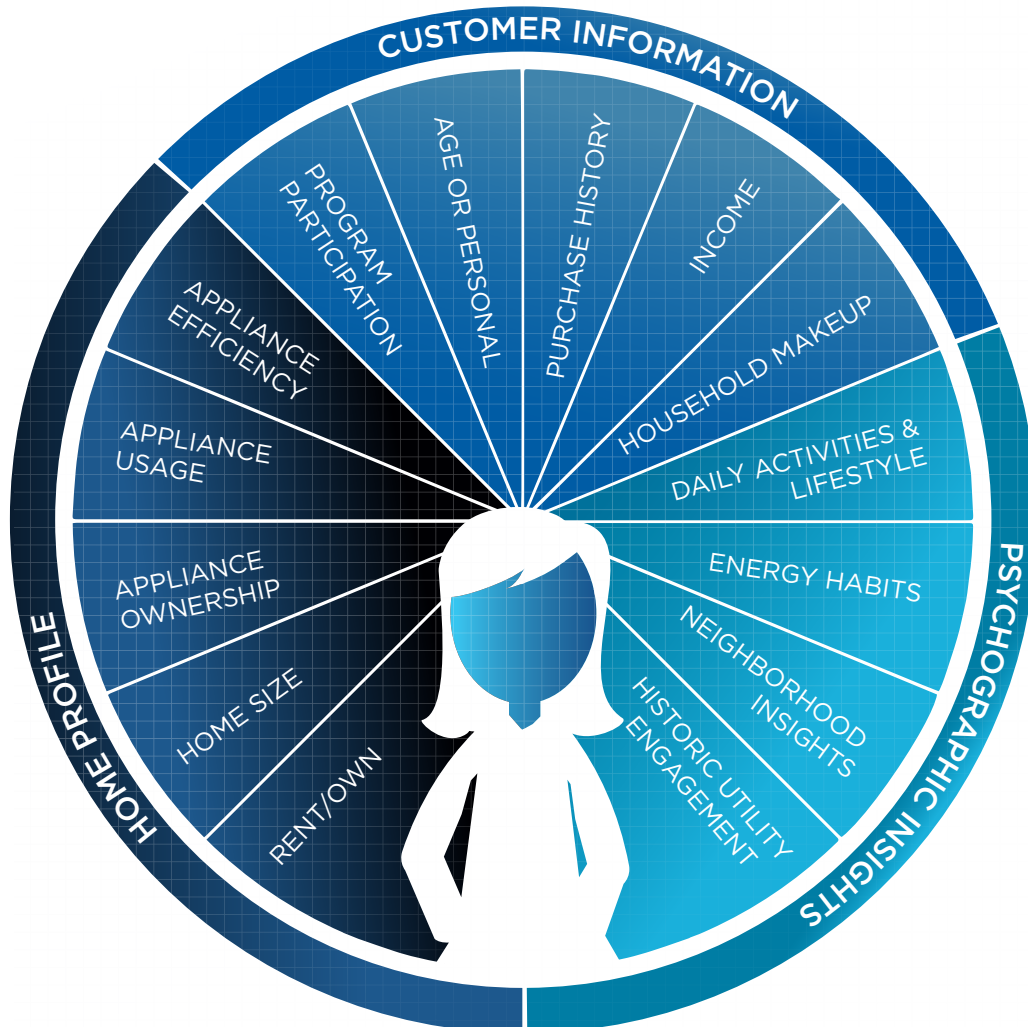 CUSTOMER INFORMATION
PROGRAM
PARTICIPATION
AGE OR PERSONAL
PURCHASE HISTORY
INCOME
HOUSEHOLD MAKEUP
PSYCHOGRAPHIC INSIGHTS
DAILY ACTIVITIES &
LIFESTYLE
ENERGY HABITS
NEIGHBORHOOD
INSIGHTS
HISTORIC UTILITY
ENGAGEMENT
HOME PROFILE
APPLIANCE
EFFICIENCY
APPLIANCE
USAGE
APPLIANCE
OWNERSHIP
HOME SIZE
RENT/OWN